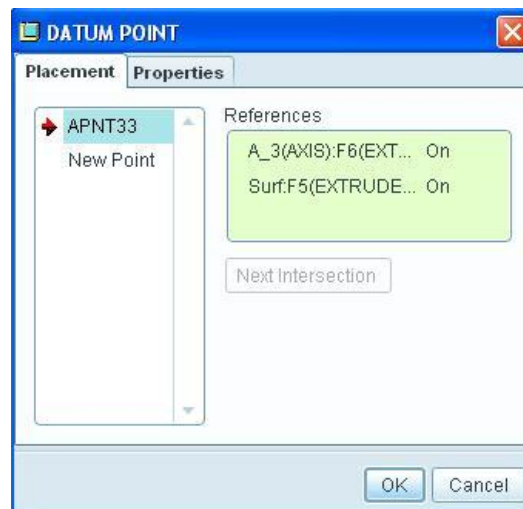 DATUM POINT
Placement Properties
APNT33
New Point
References
A_3(AXIS):F6(EXT... On
Surf:F5(EXTRUDE... On
Next Intersection
OK Cancel